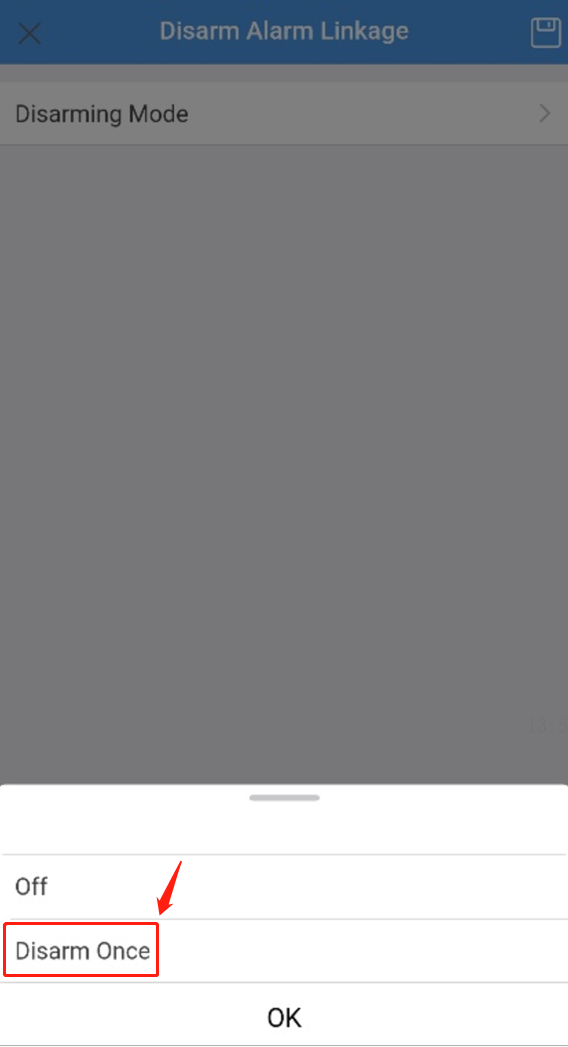 Disarm Alarm Linkage
Disarming Mode
Off
Disarm Once
OK